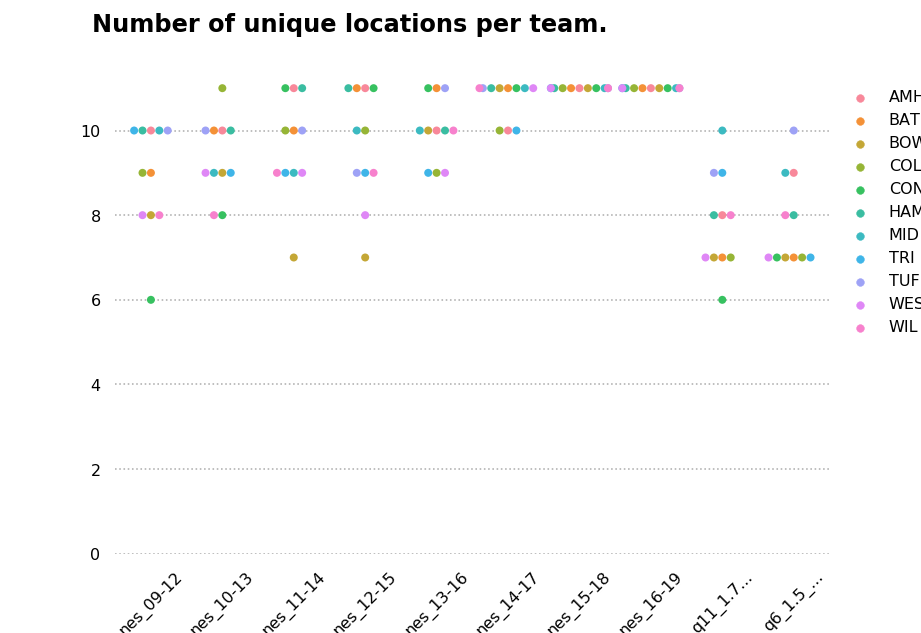 Number of unique locations per team.
10
8
6
4
2
0
nes_09-12
nes_10-13
nes_11-14
nes_12-15
nes_13-16
nes_14-17
nes_15-18
nes_16-19
q11_1.7...
q6_1.5_...
AMH
BAT
BOW
COL
CON
HAM
MID
TRI
TUF
WES
WIL